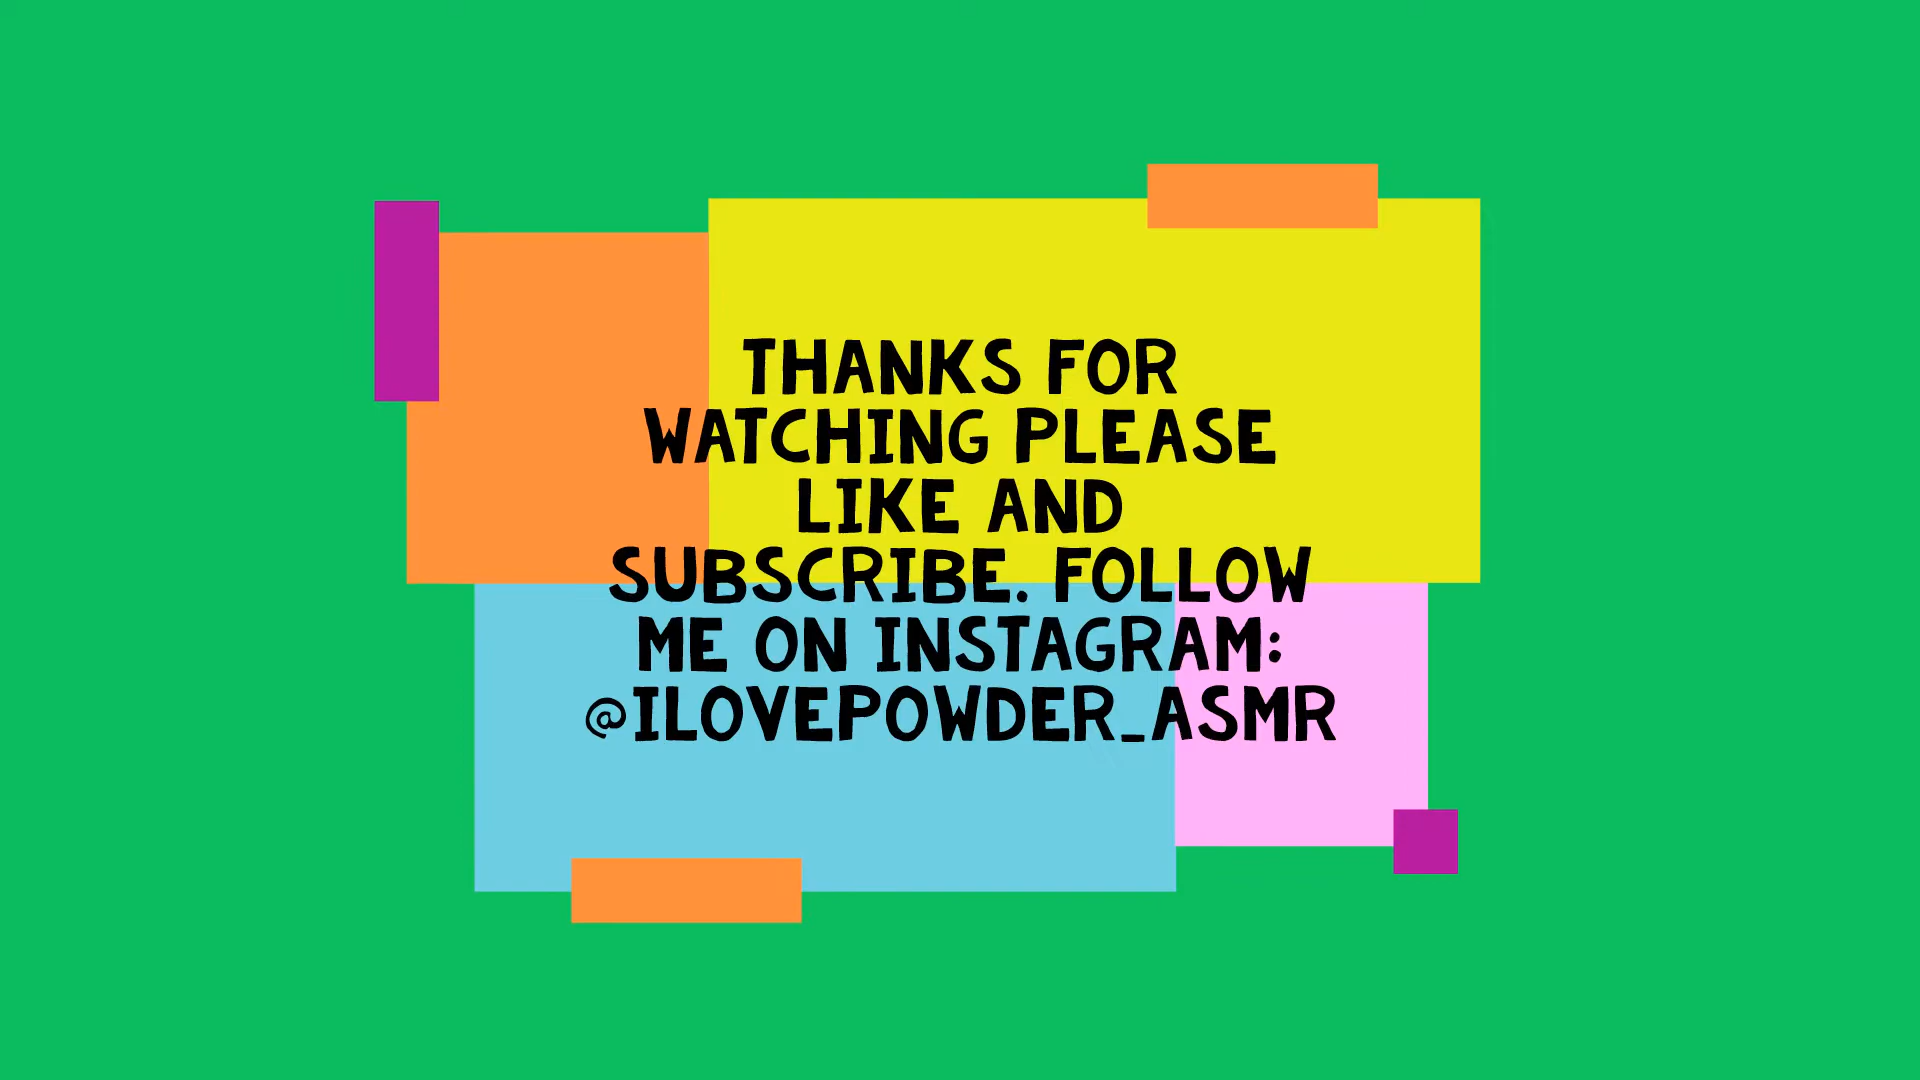 THANKS FOR
WATCHING PLEASE
LIKE AND
SUBSCRIBE. FOLLOW
ME ON INSTAGRAM:
@ILOVEPOWDER_ASMR